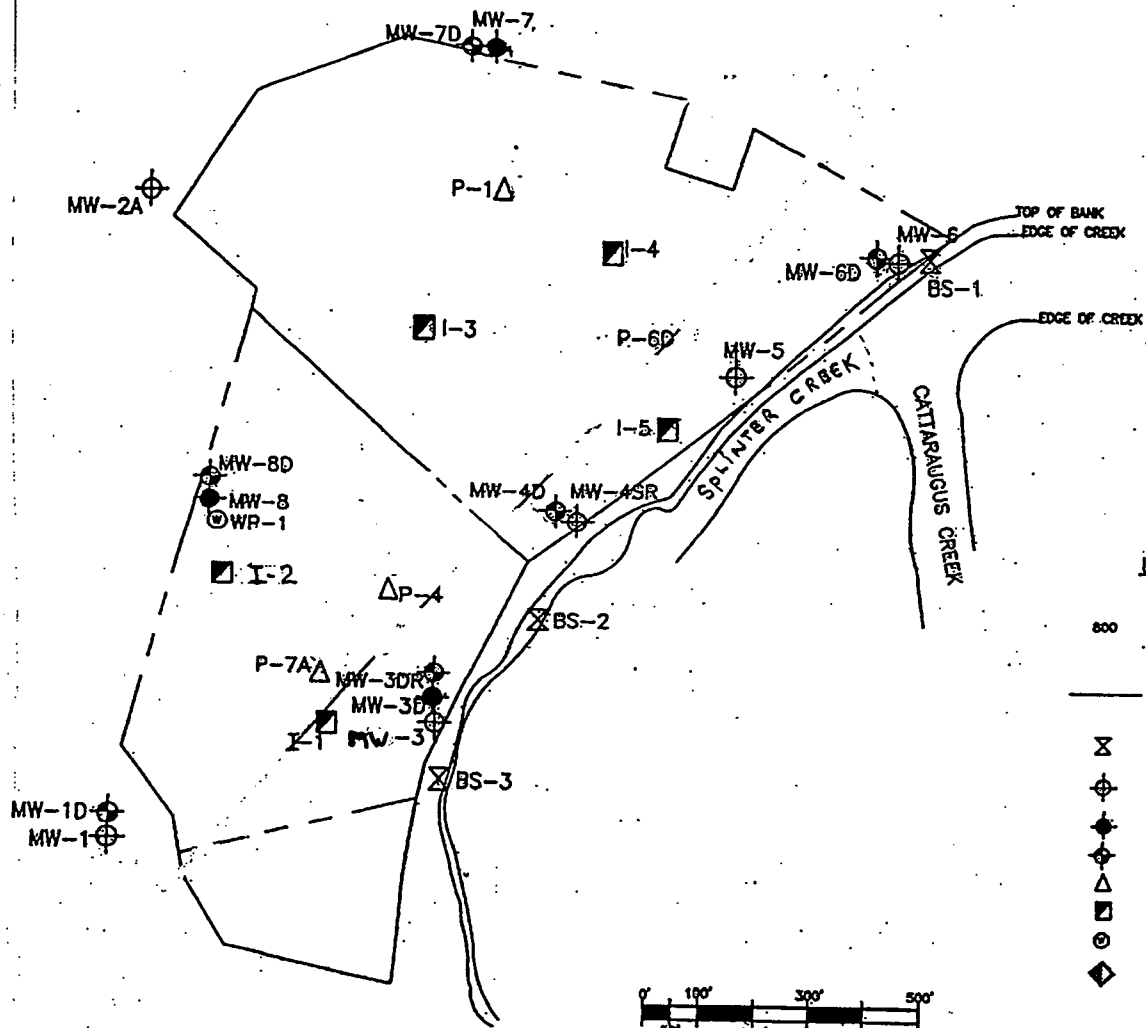 MW-7D
MW-7
MW-2A
P-1
I-4
TOP OF BANK
EDGE OF CREEK
MW-6
MW-6D
BS-1
I-3
P-6D
EDGE OF CREEK
MW-5
I-5
SPLINTER CREEK
CATTARAUGUS CREEK
MW-8D
MW-8
WP-1
MW-4D
MW-4SR
I-2
P-4
BS-2
800
P-7A
MW-3DR
MW-3D
I-1
MW-3
BS-3
MW-1D
MW-1
0'
100'
300'
500'